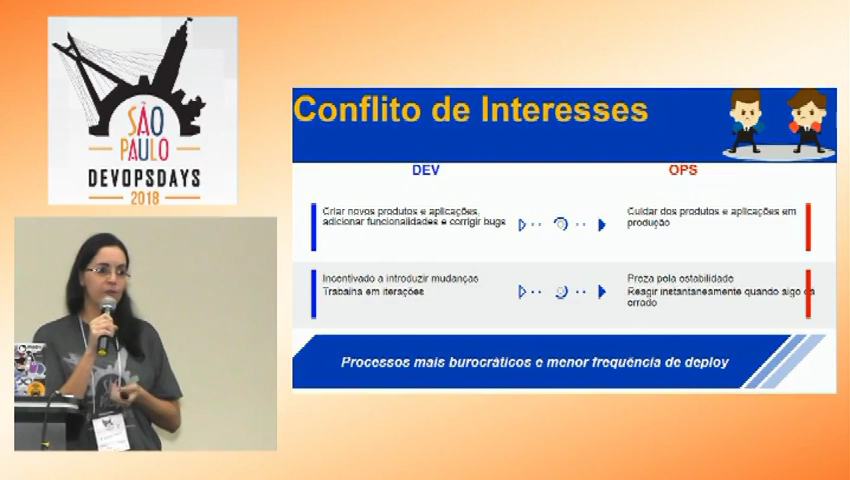 SÃO
PAULO
DEVOPSDAYS
2018
Conflito de Interesses
DEV
OPS
Criar novos produtos e aplicações,
adicionar funcionalidades e corrigir bugs
Cuidar dos produtos e aplicações em
produção
Incentivado a introduzir mudanças
Trabalha em iterações
Preza pela estabilidade
Reagir instantaneamente quando algo da
errado
Processos mais burocráticos e menor frequência de deploy